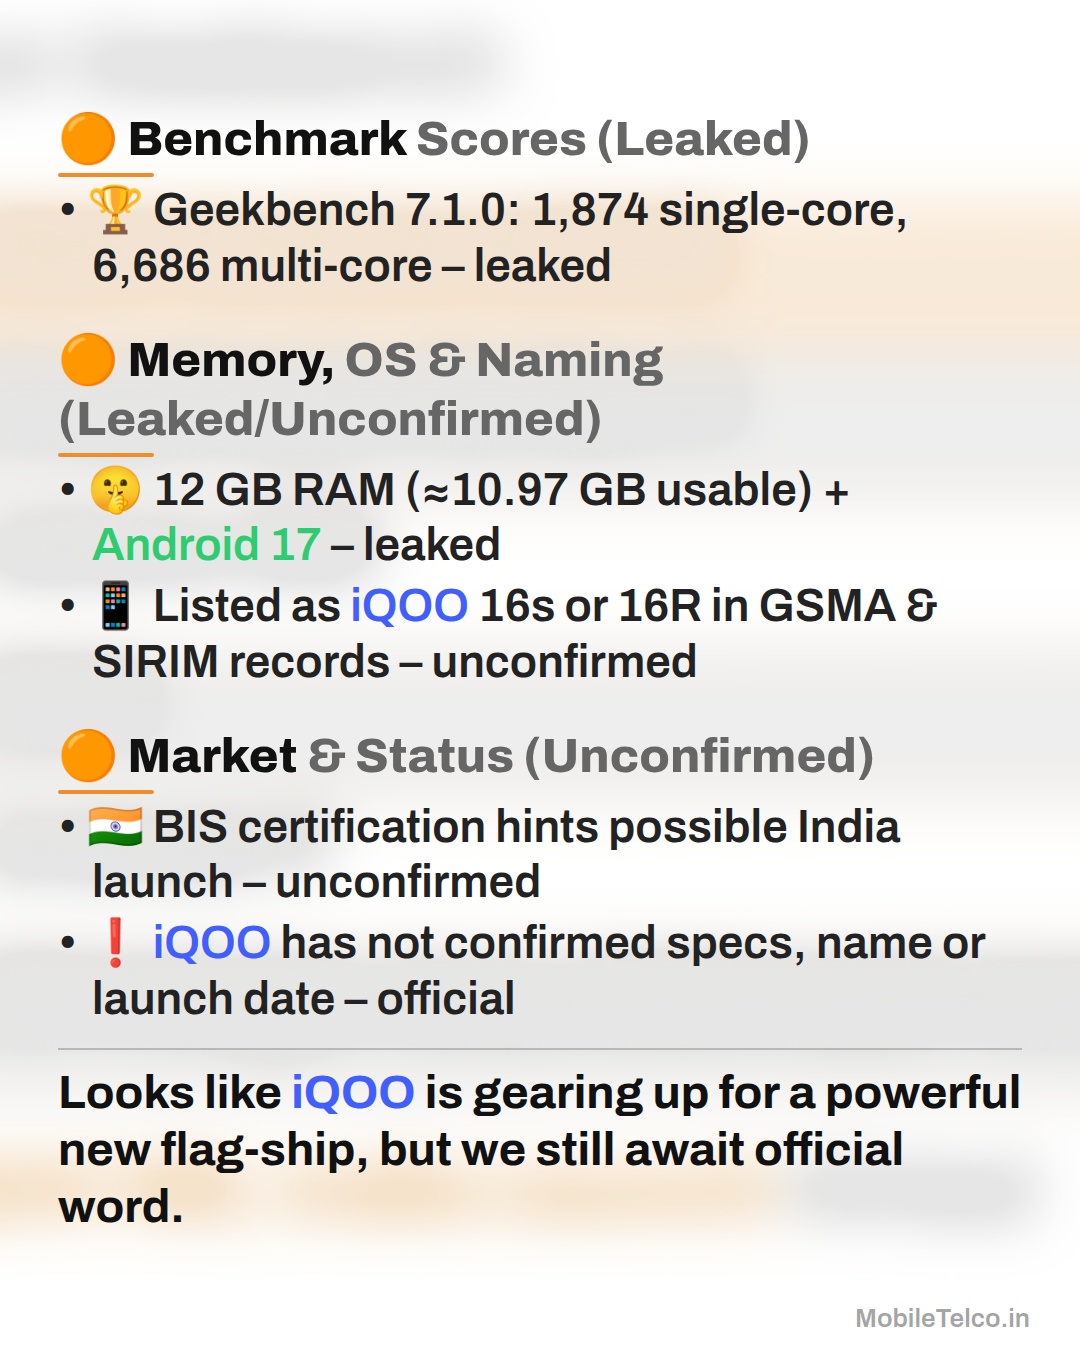 🟠 Benchmark Scores (Leaked)
• 🏆 Geekbench 7.1.0: 1,874 single-core,
6,686 multi-core – leaked
🟠 Memory, OS & Naming
(Leaked/Unconfirmed)
• 🤫 12 GB RAM (≈10.97 GB usable) +
Android 17 – leaked
• 📱 Listed as iQOO 16s or 16R in GSMA &
SIRIM records – unconfirmed
🟠 Market & Status (Unconfirmed)
• 🇮🇳 BIS certification hints possible India
launch – unconfirmed
• ❗ iQOO has not confirmed specs, name or
launch date – official
Looks like iQOO is gearing up for a powerful
new flag-ship, but we still await official
word.
MobileTelco.in